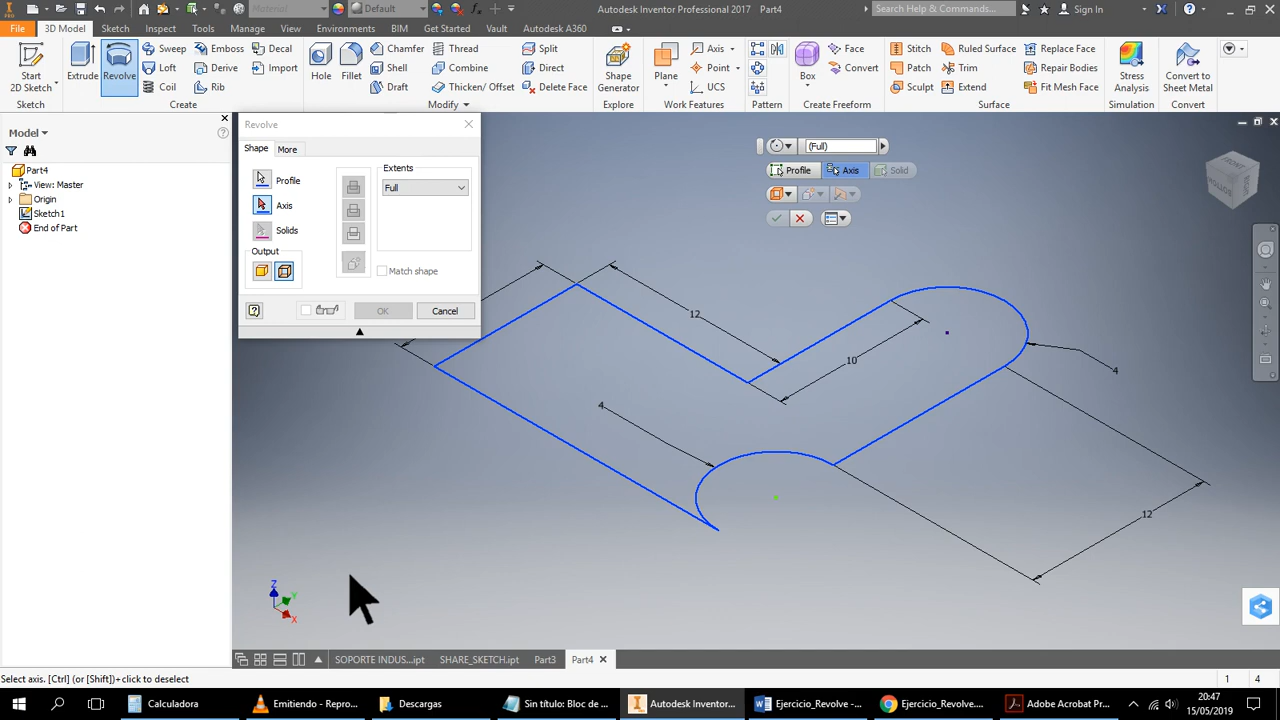 Material
Default
Autodesk Inventor Professional 2017 Part4
Search Help & Commands...
Sign In
File
3D Model
Sketch
Inspect
Tools
Manage
View
Environments
BIM
Get Started
Vault
Autodesk A360
Start
2D Sketch
Extrude
Revolve
Sweep
Emboss
Decal
Loft
Derive
Import
Coil
Rib
Hole
Fillet
Chamfer
Thread
Split
Shell
Combine
Direct
Draft
Thicken/ Offset
Delete Face
Shape
Generator
Plane
Axis
Point
UCS
Box
Face
Convert
Stitch
Ruled Surface
Replace Face
Patch
Trim
Repair Bodies
Sculpt
Extend
Fit Mesh Face
Stress
Analysis
Convert to
Sheet Metal
Sketch
Create
Modify
Explore
Work Features
Pattern
Create Freeform
Surface
Simulation
Convert
Model
Part4
View: Master
Origin
Sketch1
End of Part
Revolve
Shape
More
Profile
Axis
Solids
Output
Extents
Full
Match shape
OK
Cancel
(Full)
Profile
Axis
Solid
FRONT
BOTTOM
12
10
4
4
12
Z
Y
X
SOPORTE INDUS...ipt
SHARE_SKETCH.ipt
Part3
Part4
Select axis. [Ctrl] (or [Shift])+click to deselect
1
4
Calculadora
Emitiendo - Repro...
Descargas
Sin título: Bloc de ...
Autodesk Inventor...
Ejercicio_Revolve -...
Ejercicio_Revolve....
Adobe Acrobat Pr...
20:47
15/05/2019